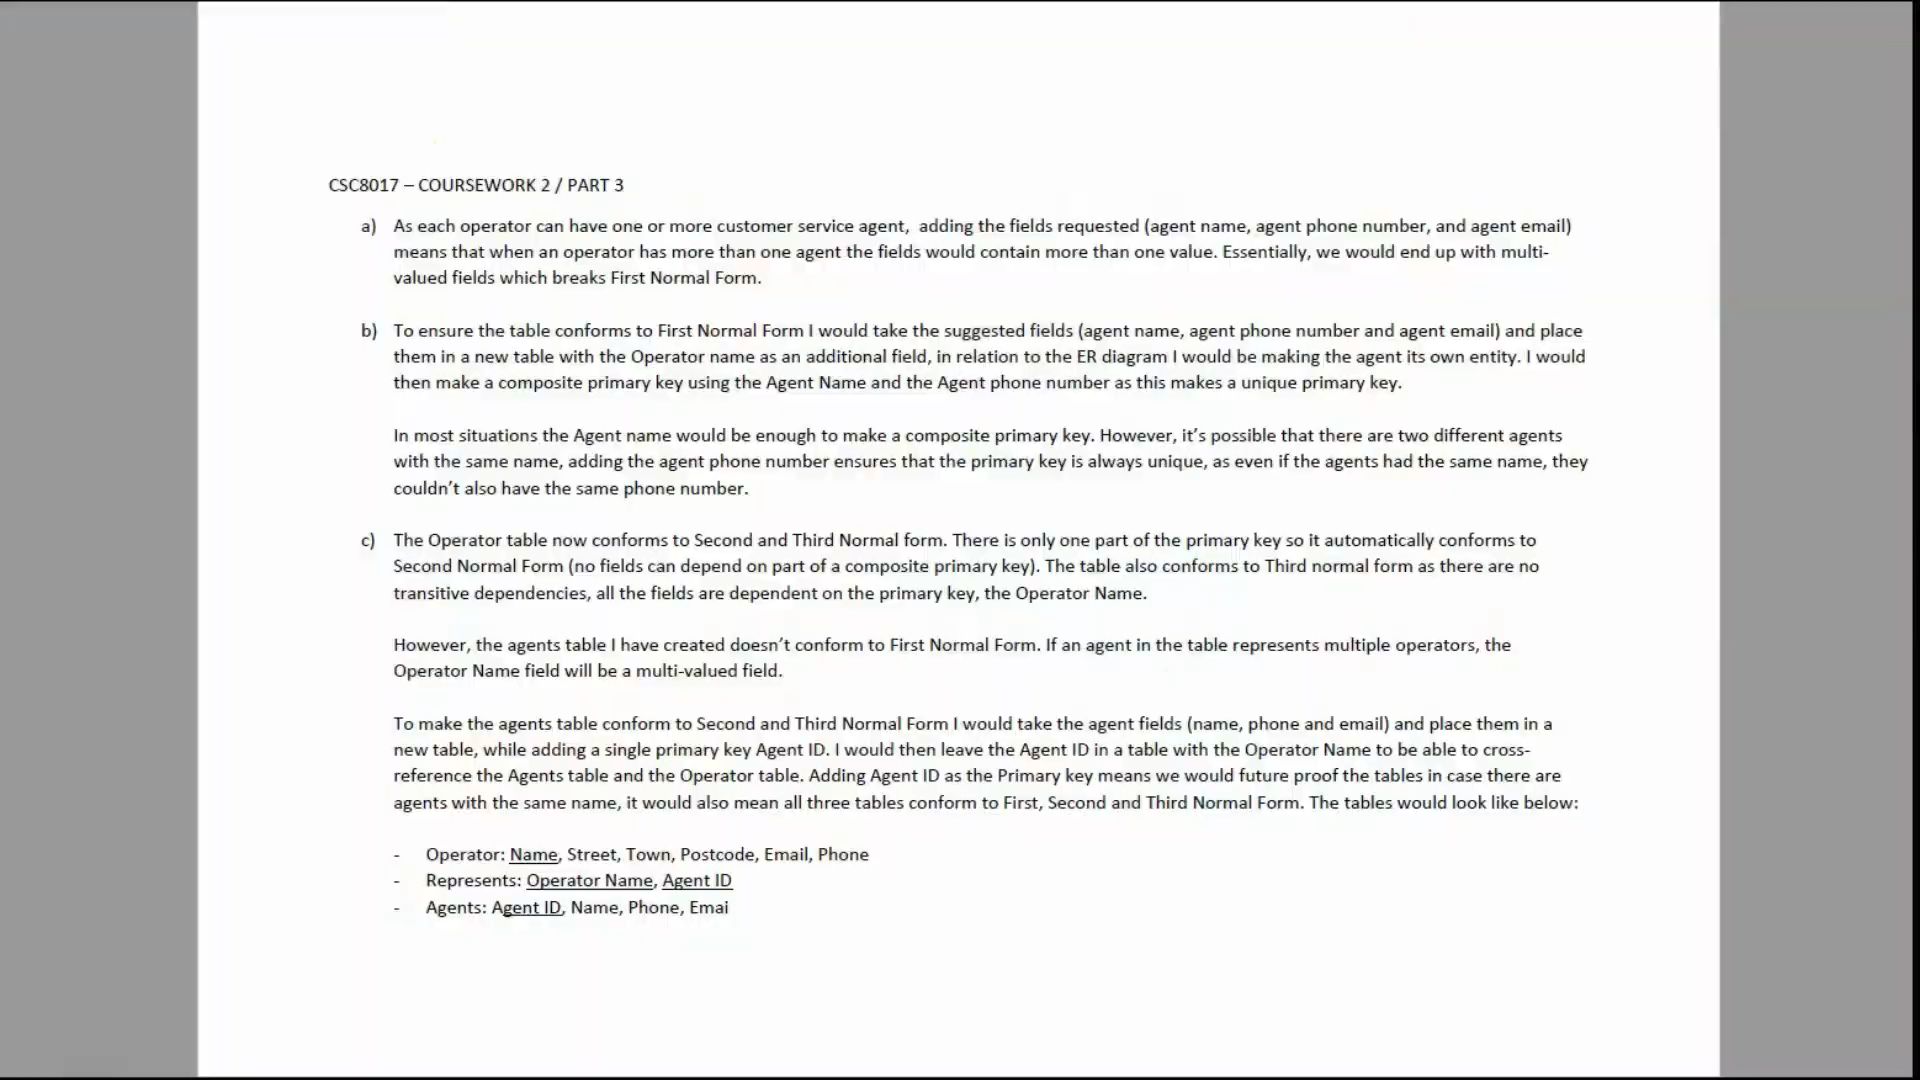 CSC8017 – COURSEWORK 2 / PART 3
a) As each operator can have one or more customer service agent, adding the fields requested (agent name, agent phone number, and agent email)
means that when an operator has more than one agent the fields would contain more than one value. Essentially, we would end up with multi-
valued fields which breaks First Normal Form.
b) To ensure the table conforms to First Normal Form I would take the suggested fields (agent name, agent phone number and agent email) and place
them in a new table with the Operator name as an additional field, in relation to the ER diagram I would be making the agent its own entity. I would
then make a composite primary key using the Agent Name and the Agent phone number as this makes a unique primary key.
In most situations the Agent name would be enough to make a composite primary key. However, it’s possible that there are two different agents
with the same name, adding the agent phone number ensures that the primary key is always unique, as even if the agents had the same name, they
couldn’t also have the same phone number.
c) The Operator table now conforms to Second and Third Normal form. There is only one part of the primary key so it automatically conforms to
Second Normal Form (no fields can depend on part of a composite primary key). The table also conforms to Third normal form as there are no
transitive dependencies, all the fields are dependent on the primary key, the Operator Name.
However, the agents table I have created doesn’t conform to First Normal Form. If an agent in the table represents multiple operators, the
Operator Name field will be a multi-valued field.
To make the agents table conform to Second and Third Normal Form I would take the agent fields (name, phone and email) and place them in a
new table, while adding a single primary key Agent ID. I would then leave the Agent ID in a table with the Operator Name to be able to cross-
reference the Agents table and the Operator table. Adding Agent ID as the Primary key means we would future proof the tables in case there are
agents with the same name, it would also mean all three tables conform to First, Second and Third Normal Form. The tables would look like below:
- Operator: Name, Street, Town, Postcode, Email, Phone
- Represents: Operator Name, Agent ID
- Agents: Agent ID, Name, Phone, Emai